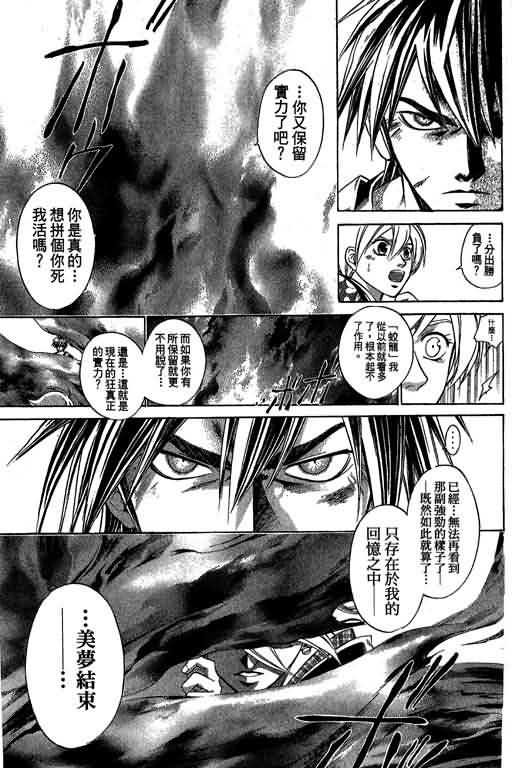 …你又保留
實力了吧？
你是真的…
想拼個你死
我活嗎？
…分出勝
負了嗎？
什麼…
「蛟龍」我
從以前就看多
了，根本起不
了作用。
而如果你有
所保留就更
不用說了…
還是…這就是
現在的狂真正
的實力？
……
已經…無法再看到
那副強勁的樣子了…
—既然如此就算了…
只存在於我的
回憶之中——
…美夢結束
——…
ボッ
ボボ